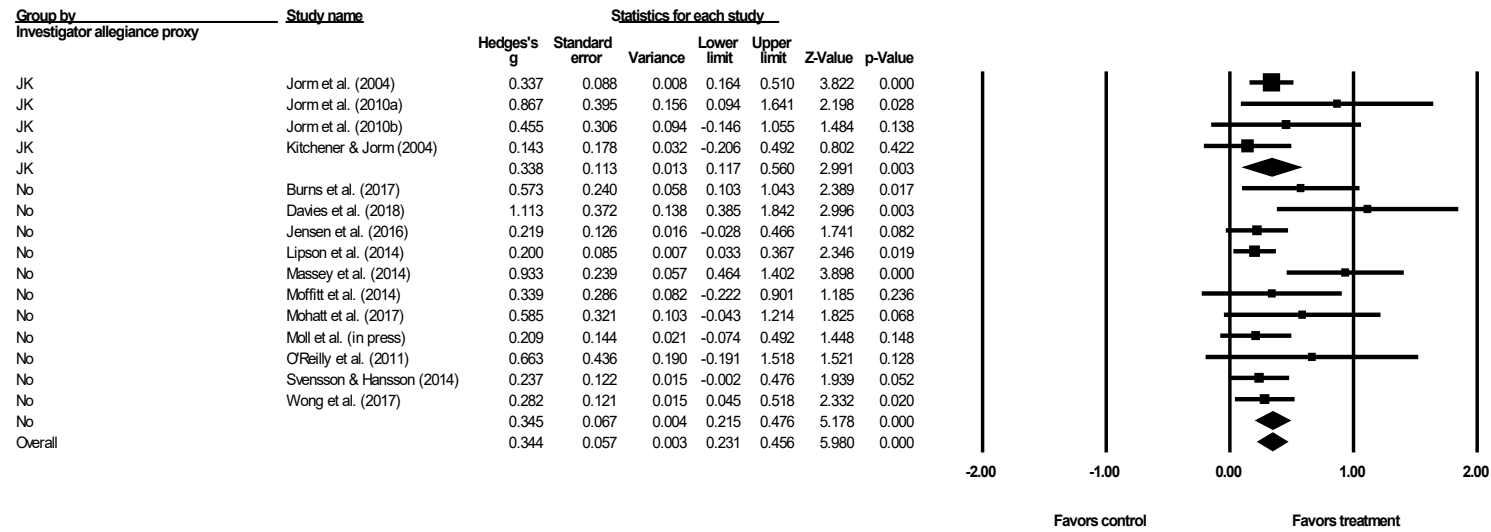 Group by Study name Statistics for each study
Investigator allegiance proxy
Hedges's Standard Lower Upper
g error Variance limit limit Z-Value p-Value
JK Jorm et al. (2004) 0.337 0.088 0.008 0.164 0.510 3.822 0.000
JK Jorm et al. (2010a) 0.867 0.395 0.156 0.094 1.641 2.198 0.028
JK Jorm et al. (2010b) 0.455 0.306 0.094 -0.146 1.055 1.484 0.138
JK Kitchener & Jorm (2004) 0.143 0.178 0.032 -0.206 0.492 0.802 0.422
JK 0.338 0.113 0.013 0.117 0.560 2.991 0.003
No Burns et al. (2017) 0.573 0.240 0.058 0.103 1.043 2.389 0.017
No Davies et al. (2018) 1.113 0.372 0.138 0.385 1.842 2.996 0.003
No Jensen et al. (2016) 0.219 0.126 0.016 -0.028 0.466 1.741 0.082
No Lipson et al. (2014) 0.200 0.085 0.007 0.033 0.367 2.346 0.019
No Massey et al. (2014) 0.933 0.239 0.057 0.464 1.402 3.898 0.000
No Moffitt et al. (2014) 0.339 0.286 0.082 -0.222 0.901 1.185 0.236
No Mohatt et al. (2017) 0.585 0.321 0.103 -0.043 1.214 1.825 0.068
No Moll et al. (in press) 0.209 0.144 0.021 -0.074 0.492 1.448 0.148
No O'Reilly et al. (2011) 0.663 0.436 0.190 -0.191 1.518 1.521 0.128
No Svensson & Hansson (2014) 0.237 0.122 0.015 -0.002 0.476 1.939 0.052
No Wong et al. (2017) 0.282 0.121 0.015 0.045 0.518 2.332 0.020
No 0.345 0.067 0.004 0.215 0.476 5.178 0.000
Overall 0.344 0.057 0.003 0.231 0.456 5.980 0.000
-2.00 -1.00 0.00 1.00 2.00
Favors control Favors treatment